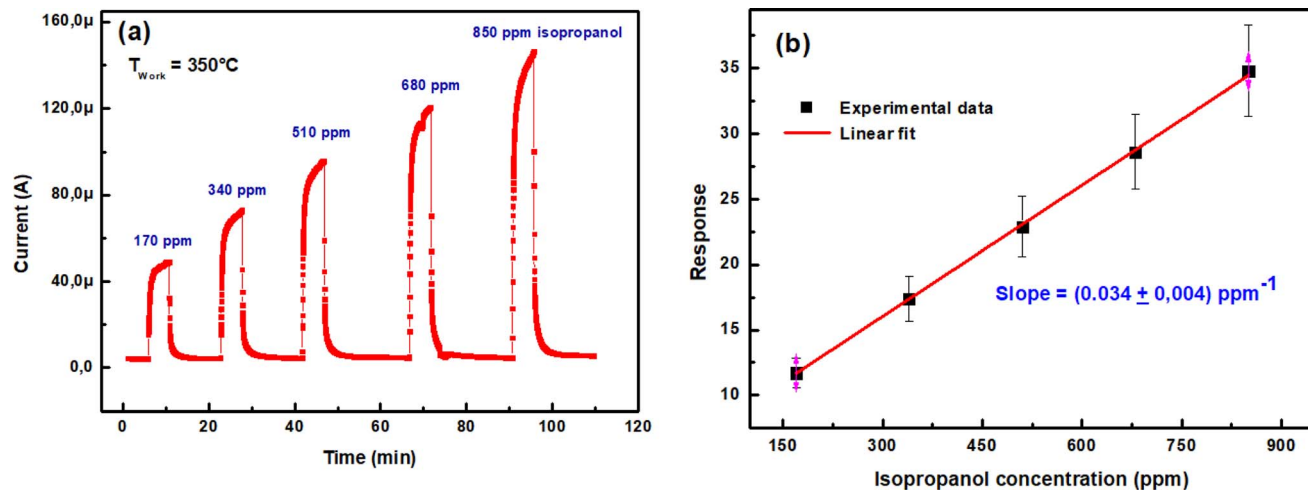 (a)
T_Work = 350°C
170 ppm
340 ppm
510 ppm
680 ppm
850 ppm isopropanol
160,0µ
120,0µ
80,0µ
40,0µ
0,0
Current (A)
0 20 40 60 80 100 120
Time (min)
(b)
Experimental data
Linear fit
Slope = (0.034 ± 0,004) ppm⁻¹
35
30
25
20
15
10
Response
150 300 450 600 750 900
Isopropanol concentration (ppm)